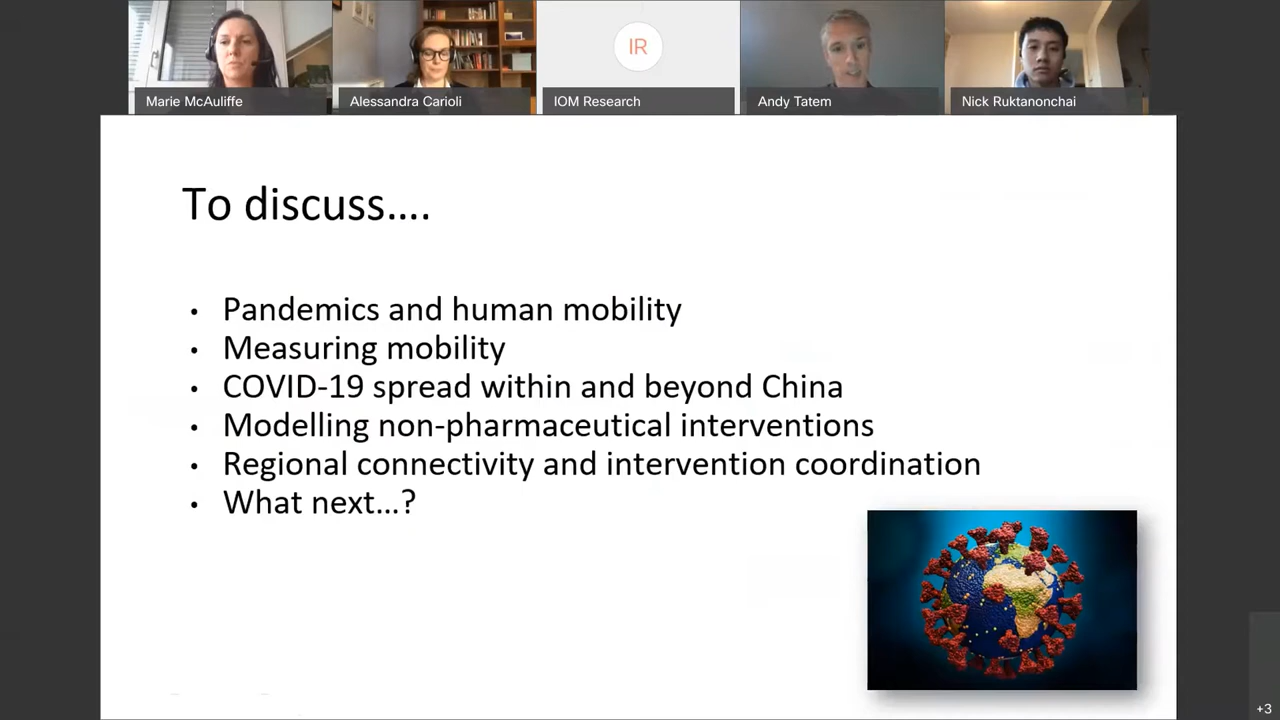 IR
Marie McAuliffe
Alessandra Carioli
IOM Research
Andy Tatem
Nick Ruktanonchai
To discuss....
• Pandemics and human mobility
• Measuring mobility
• COVID-19 spread within and beyond China
• Modelling non-pharmaceutical interventions
• Regional connectivity and intervention coordination
• What next...?
+3